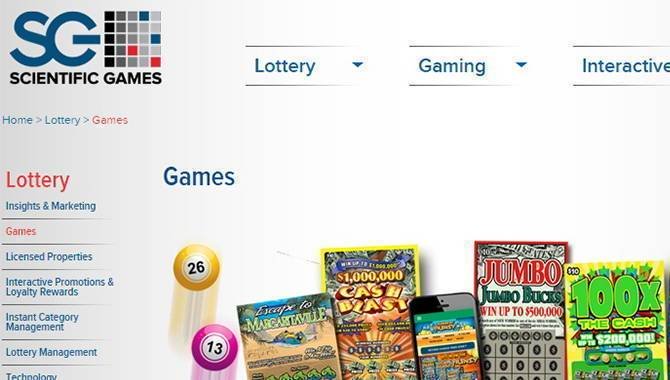 SG
SCIENTIFIC GAMES
Lottery
Gaming
Interactive
Home > Lottery > Games
Lottery
Insights & Marketing
Games
Licensed Properties
Interactive Promotions &
Loyalty Rewards
Instant Category
Management
Lottery Management
Technology
Games
26
13
Escape to
MARGARITAVILLE
WIN UP TO $1,000,000
$1,000,000
CASH
BLAST
$10
JUMBO
JUMBO BUCKS
WIN UP TO $500,000
$10
100X
THE CASH
WIN
$200,000!